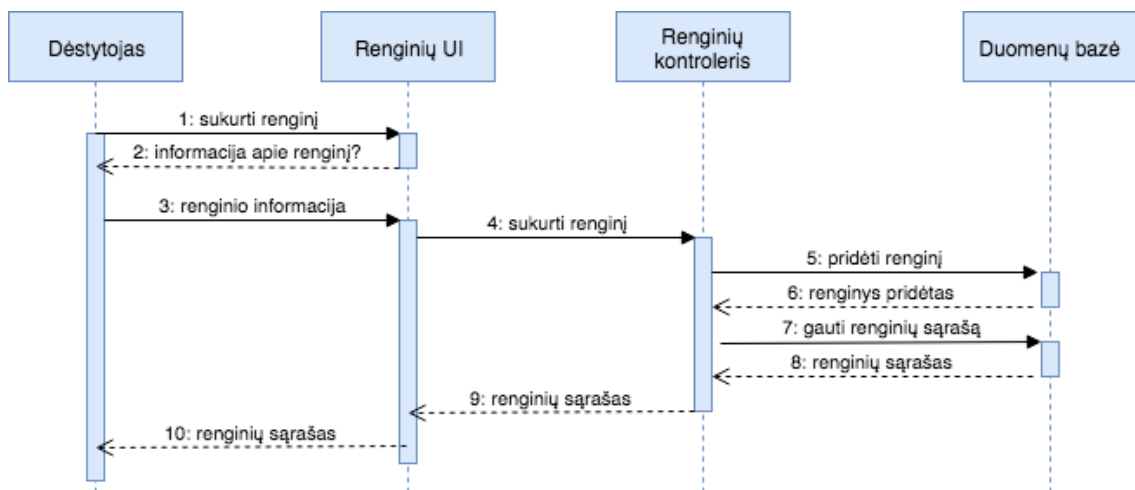 Dėstytojas
Renginių UI
Renginių
kontroleris
Duomenų bazė
1: sukurti renginį
2: informacija apie renginį?
3: renginio informacija
4: sukurti renginį
5: pridėti renginį
6: renginys pridėtas
7: gauti renginių sąrašą
8: renginių sąrašas
9: renginių sąrašas
10: renginių sąrašas